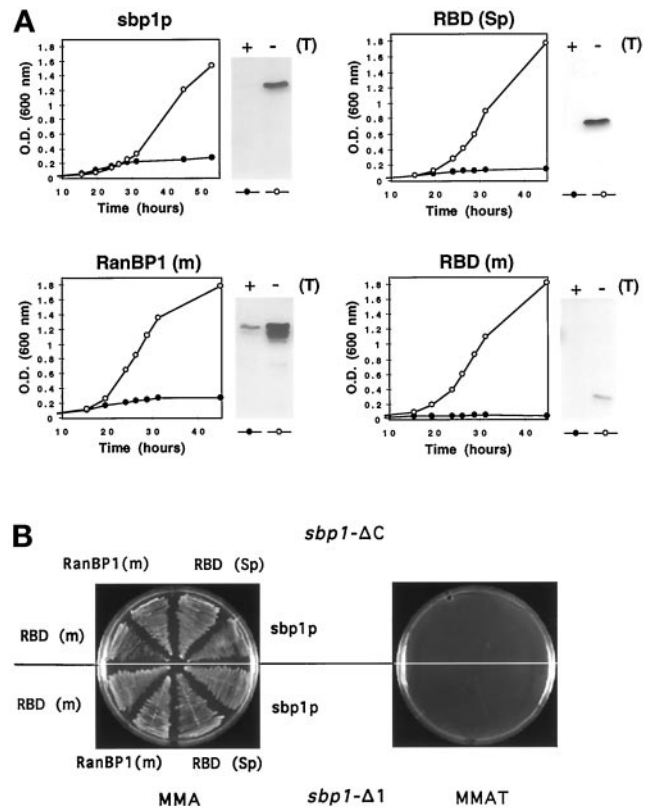 A
sbp1p
O.D. (600 nm)
1.8
1.6
1.4
1.2
1
0.8
0.6
0.4
0.2
0
10 20 30 40 50
Time (hours)
+ - (T)
RBD (Sp)
O.D. (600 nm)
1.8
1.6
1.4
1.2
1
0.8
0.6
0.4
0.2
0
10 20 30 40
Time (hours)
+ - (T)
RanBP1 (m)
O.D. (600 nm)
1.8
1.6
1.4
1.2
1
0.8
0.6
0.4
0.2
0
10 20 30 40
Time (hours)
+ - (T)
RBD (m)
O.D. (600 nm)
1.8
1.6
1.4
1.2
1
0.8
0.6
0.4
0.2
0
10 20 30 40
Time (hours)
+ - (T)
B
sbp1-ΔC
RanBP1(m) RBD (Sp)
RBD (m) sbp1p
RBD (m) sbp1p
RanBP1(m) RBD (Sp)
MMA sbp1-Δ1 MMAT